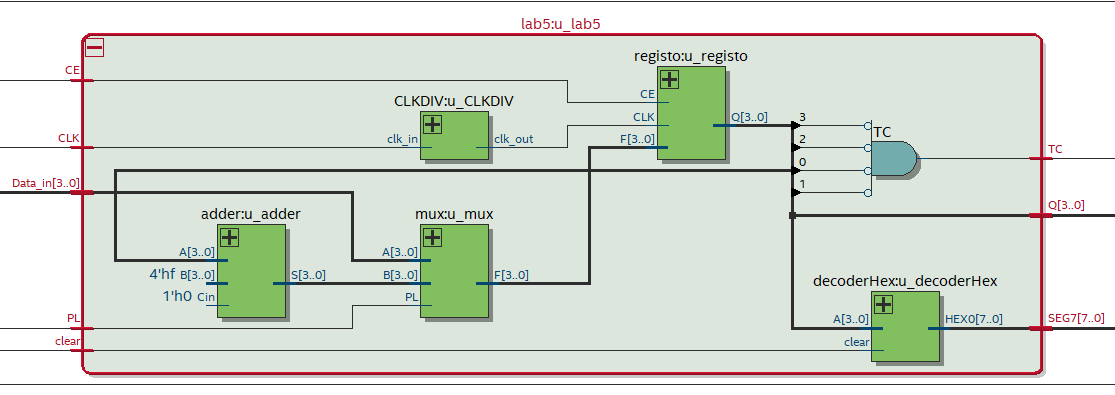 lab5:u_lab5
registo:u_registo
CE
CE
CLKDIV:u_CLKDIV
CLK
Q[3..0]
3
TC
CLK
clk_in
clk_out
F[3..0]
2
TC
0
Data_in[3..0]
1
Q[3..0]
adder:u_adder
mux:u_mux
A[3..0]
A[3..0]
4'hf
B[3..0]
S[3..0]
B[3..0]
F[3..0]
1'h0
Cin
PL
decoderHex:u_decoderHex
PL
A[3..0]
HEX0[7..0]
SEG7[7..0]
clear
clear